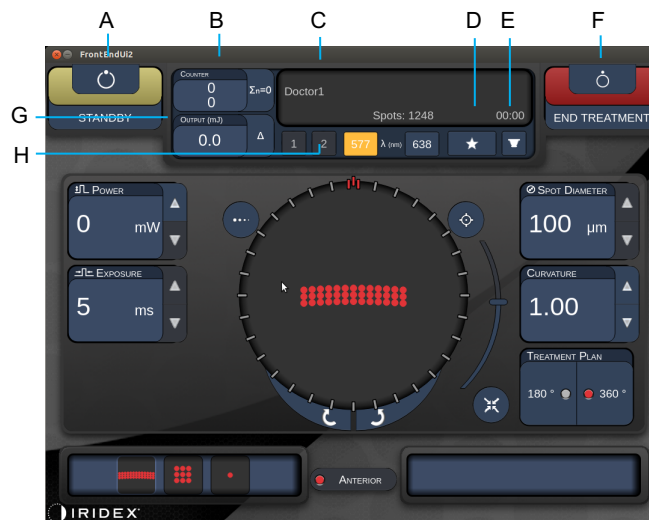 A
B
C
D
E
F
FrontEndUi2
STANDBY
COUNTER
0
0
Σn=0
Doctor1
Spots: 1248
00:00
END TREATMENT
G
OUTPUT (MJ)
0.0
Δ
H
1
2
577
λ (nm)
638
POWER
0
mW
EXPOSURE
5
ms
SPOT DIAMETER
100
μm
CURVATURE
1.00
TREATMENT PLAN
180 °
360 °
ANTERIOR
IRIDEX